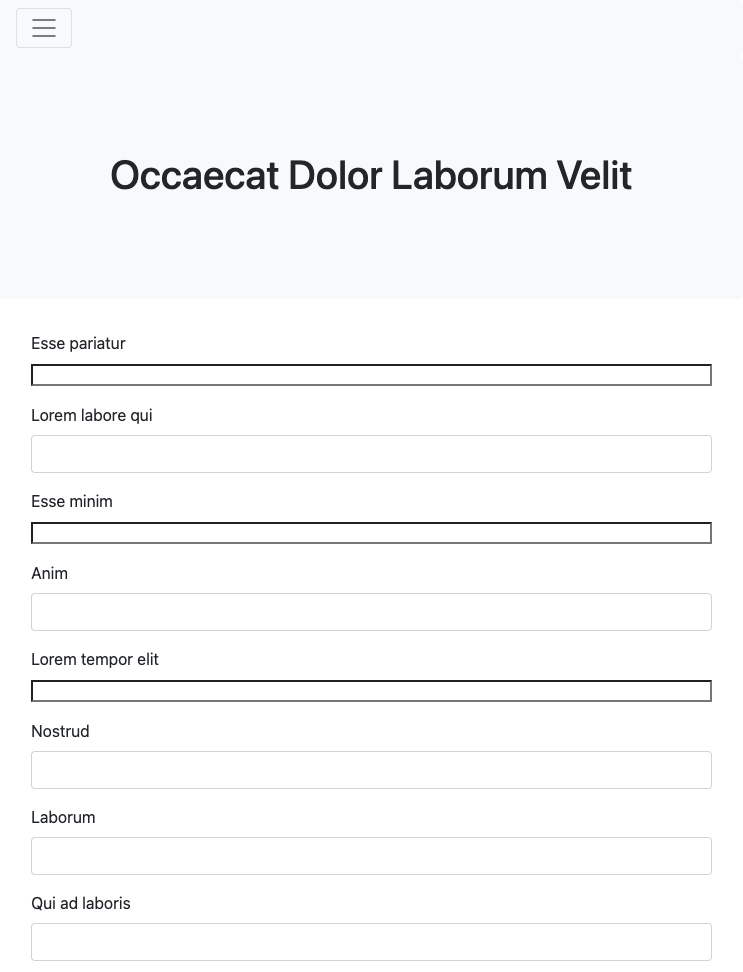 Occaecat Dolor Laborum Velit
Esse pariatur
Lorem labore qui
Esse minim
Anim
Lorem tempor elit
Nostrud
Laborum
Qui ad laboris